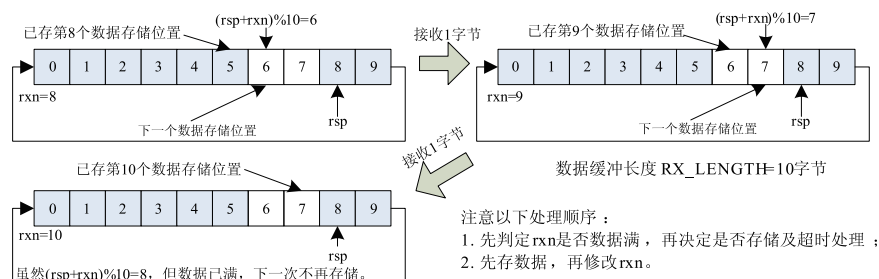 已存第8个数据存储位置
(rsp+rxn)%10=6
0 1 2 3 4 5 6 7 8 9
rxn=8
下一个数据存储位置
rsp
接收1字节
已存第9个数据存储位置
(rsp+rxn)%10=7
0 1 2 3 4 5 6 7 8 9
rxn=9
下一个数据存储位置
rsp
接收1字节
已存第10个数据存储位置
0 1 2 3 4 5 6 7 8 9
rxn=10
rsp
虽然(rsp+rxn)%10=8，但数据已满，下一次不再存储。
数据缓冲长度 RX_LENGTH=10字节
注意以下处理顺序：
1. 先判定rxn是否数据满，再决定是否存储及超时处理；
2. 先存数据，再修改rxn。